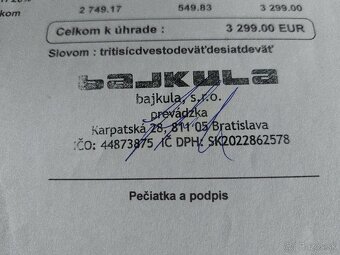 2 749.17 549.83 3 299.00
kom
Celkom k úhrade : 3 299.00 EUR
Slovom : tritisícdvestodeväťdesiatdeväť
bajkula
bajkula, s.r.o.
prevádzka
Karpatská 28, 811 05 Bratislava
IČO: 44873875 IČ DPH: SK2022862578
Pečiatka a podpis